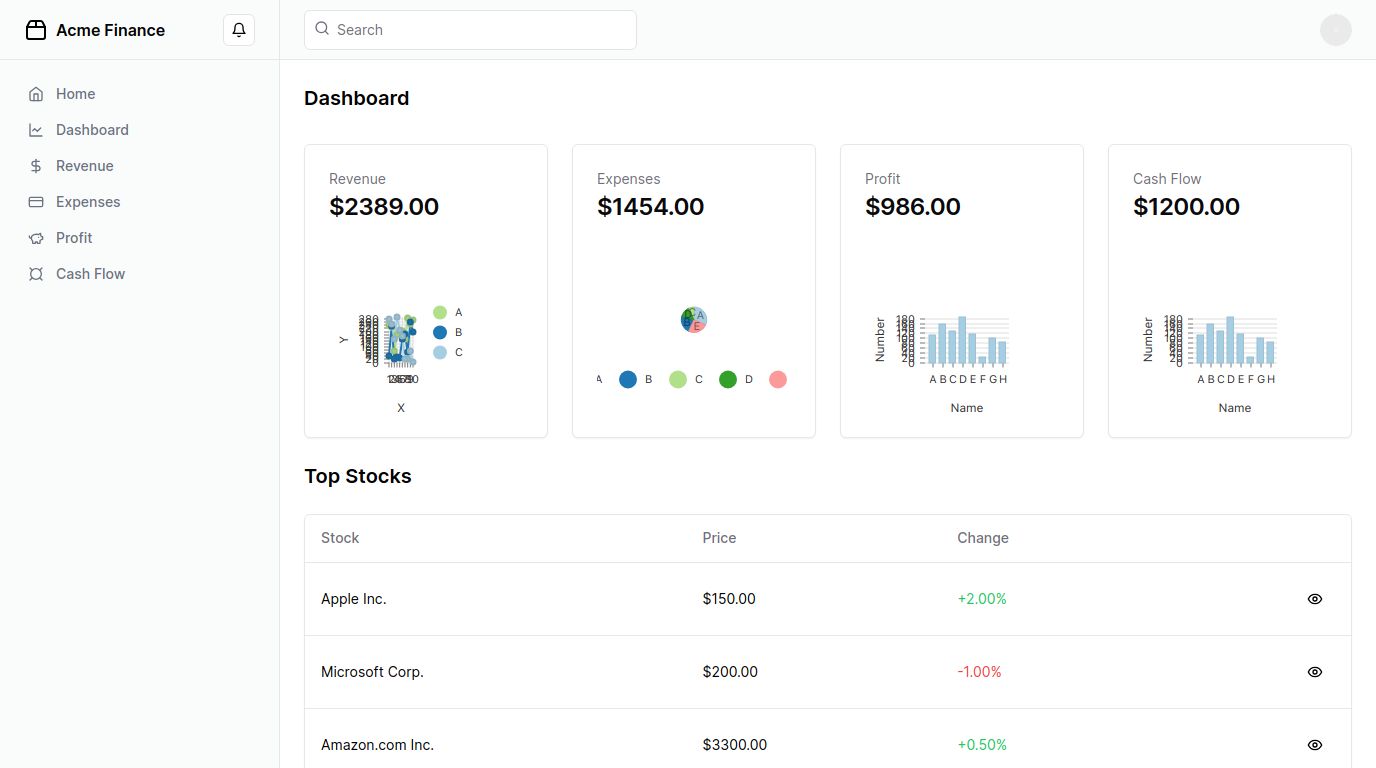 Acme Finance
Search
Home
Dashboard
Revenue
Expenses
Profit
Cash Flow
Dashboard
Revenue
$2389.00
Y
A
B
C
X
Expenses
$1454.00
A
E
A
B
C
D
Profit
$986.00
Number
180
A B C D E F G H
Name
Cash Flow
$1200.00
Number
180
A B C D E F G H
Name
Top Stocks
Stock Price Change
Apple Inc. $150.00 +2.00%
Microsoft Corp. $200.00 -1.00%
Amazon.com Inc. $3300.00 +0.50%